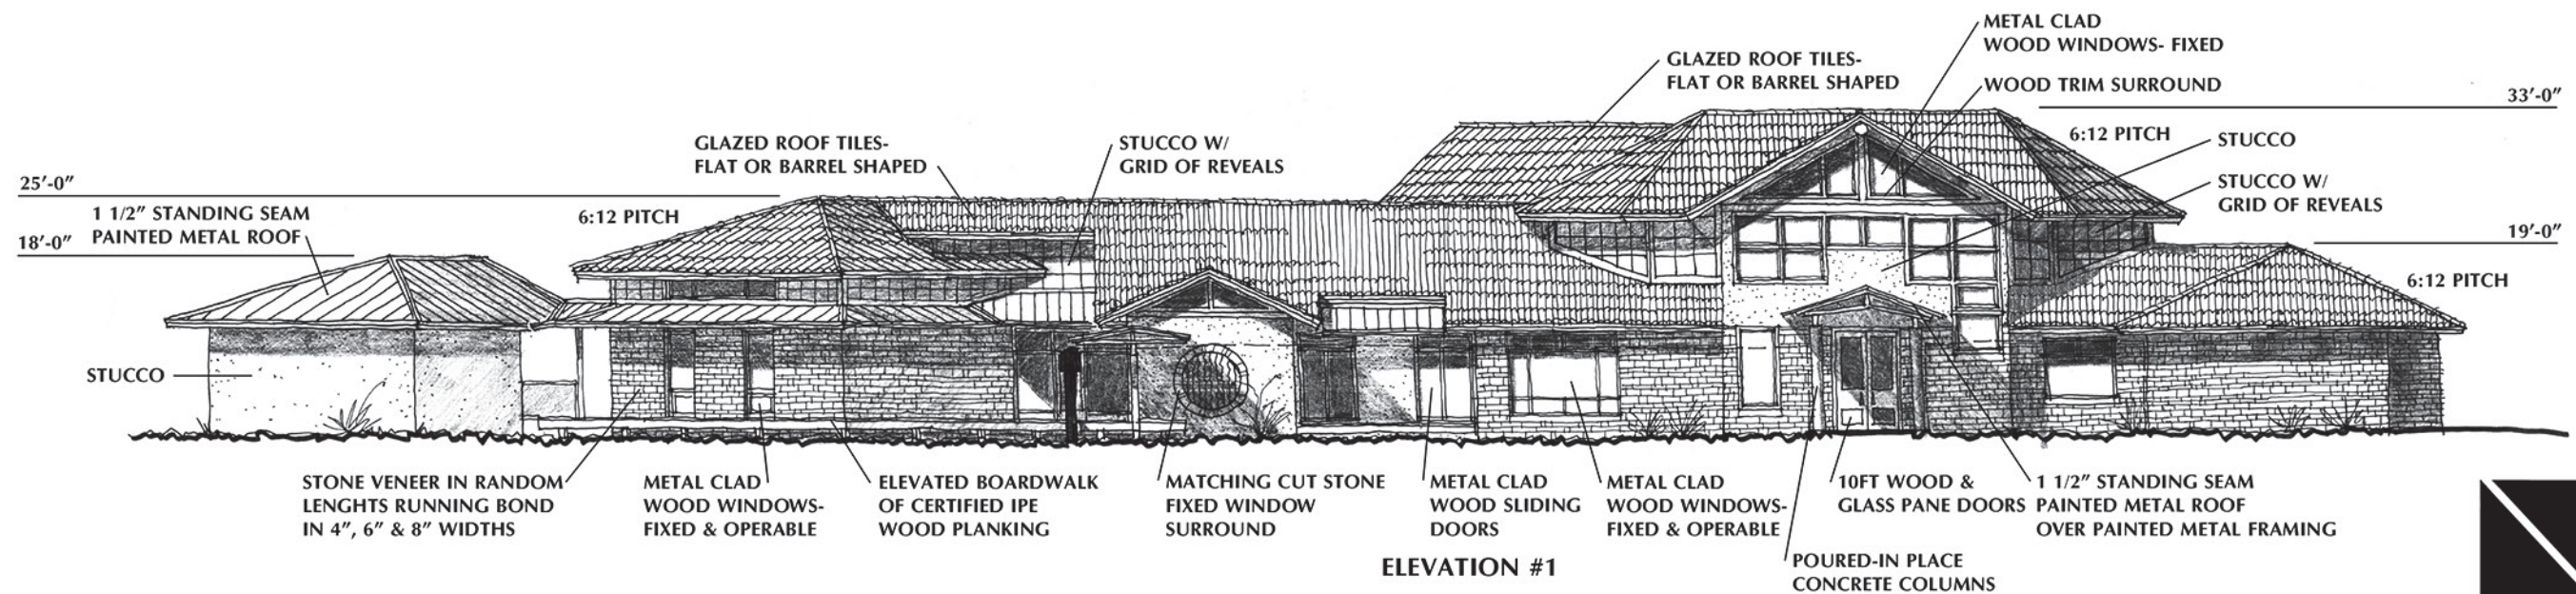 METAL CLAD
WOOD WINDOWS- FIXED
GLAZED ROOF TILES-
FLAT OR BARREL SHAPED
WOOD TRIM SURROUND
33'-0"
6:12 PITCH
STUCCO
GLAZED ROOF TILES-
FLAT OR BARREL SHAPED
STUCCO W/
GRID OF REVEALS
STUCCO W/
GRID OF REVEALS
25'-0"
1 1/2" STANDING SEAM
PAINTED METAL ROOF
6:12 PITCH
18'-0"
19'-0"
6:12 PITCH
STUCCO
STONE VENEER IN RANDOM
LENGHTS RUNNING BOND
IN 4", 6" & 8" WIDTHS
METAL CLAD
WOOD WINDOWS-
FIXED & OPERABLE
ELEVATED BOARDWALK
OF CERTIFIED IPE
WOOD PLANKING
MATCHING CUT STONE
FIXED WINDOW
SURROUND
METAL CLAD
WOOD SLIDING
DOORS
METAL CLAD
WOOD WINDOWS-
FIXED & OPERABLE
10FT WOOD &
GLASS PANE DOORS
1 1/2" STANDING SEAM
PAINTED METAL ROOF
OVER PAINTED METAL FRAMING
POURED-IN PLACE
CONCRETE COLUMNS
ELEVATION #1